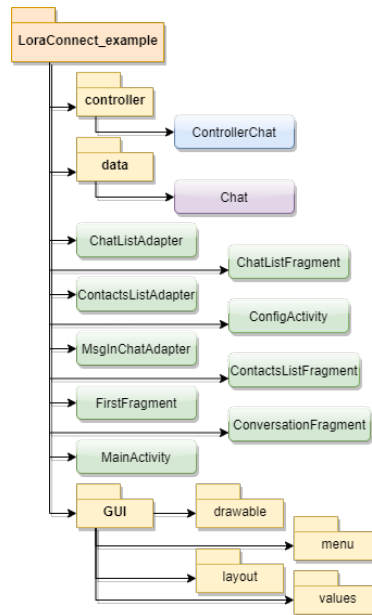 LoraConnect_example
controller
ControllerChat
data
Chat
ChatListAdapter
ChatListFragment
ContactsListAdapter
ConfigActivity
MsgInChatAdapter
ContactsListFragment
FirstFragment
ConversationFragment
MainActivity
GUI
drawable
menu
layout
values